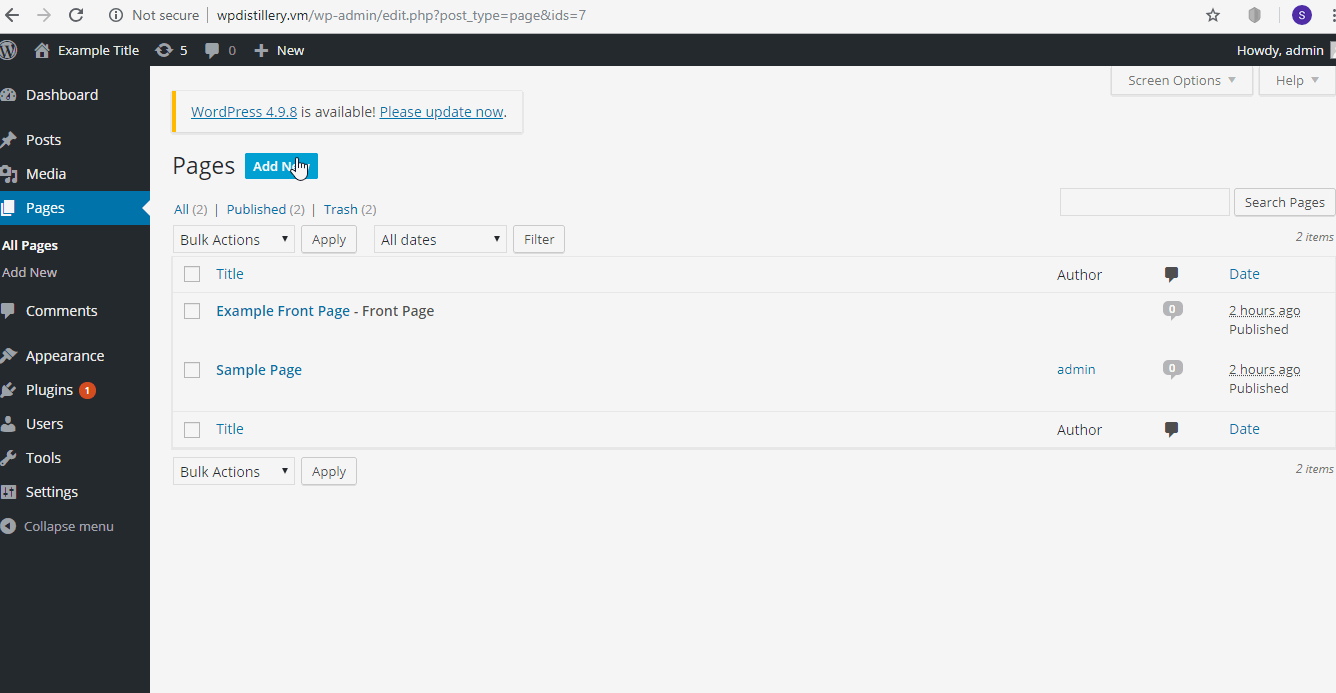 Not secure | wpdistillery.vm/wp-admin/edit.php?post_type=page&ids=7 S
Example Title 5 0 New Howdy, admin
Screen Options Help
Dashboard
Posts
Media
Pages
All Pages
Add New
Comments
Appearance
Plugins 1
Users
Tools
Settings
Collapse menu
WordPress 4.9.8 is available! Please update now.
Pages Add
All (2) | Published (2) | Trash (2)
Search Pages
Bulk Actions Apply All dates Filter
2 items
Title Author Date
Example Front Page - Front Page 0 2 hours ago
Published
Sample Page admin 0 2 hours ago
Published
Title Author Date
Bulk Actions Apply
2 items